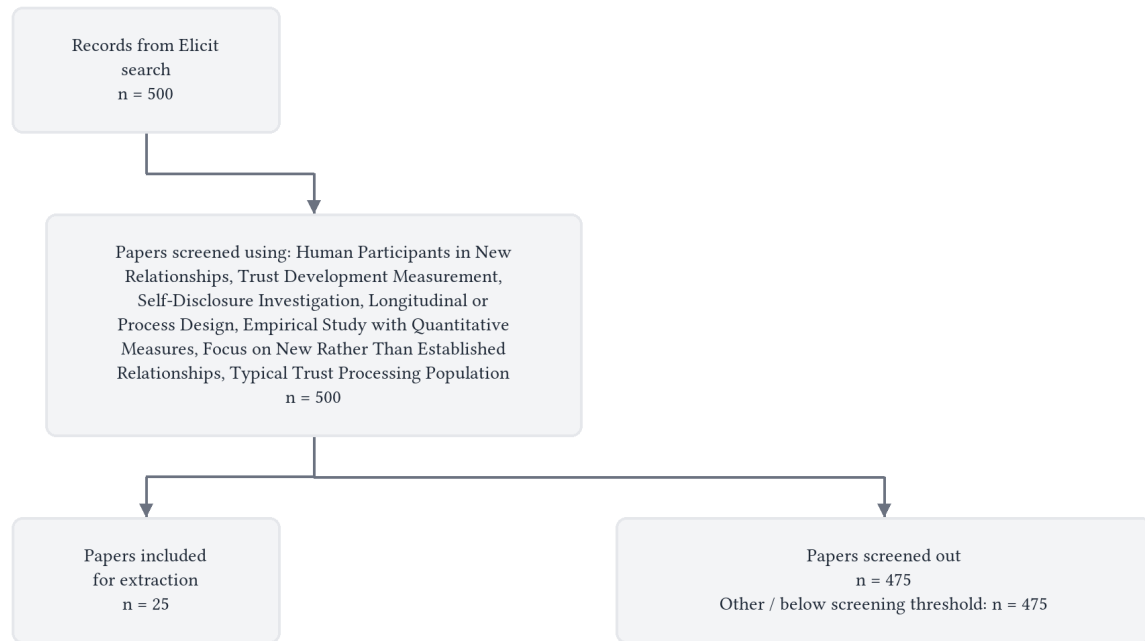 Records from Elicit
search
n = 500
Papers screened using: Human Participants in New
Relationships, Trust Development Measurement,
Self-Disclosure Investigation, Longitudinal or
Process Design, Empirical Study with Quantitative
Measures, Focus on New Rather Than Established
Relationships, Typical Trust Processing Population
n = 500
Papers included
for extraction
n = 25
Papers screened out
n = 475
Other / below screening threshold: n = 475